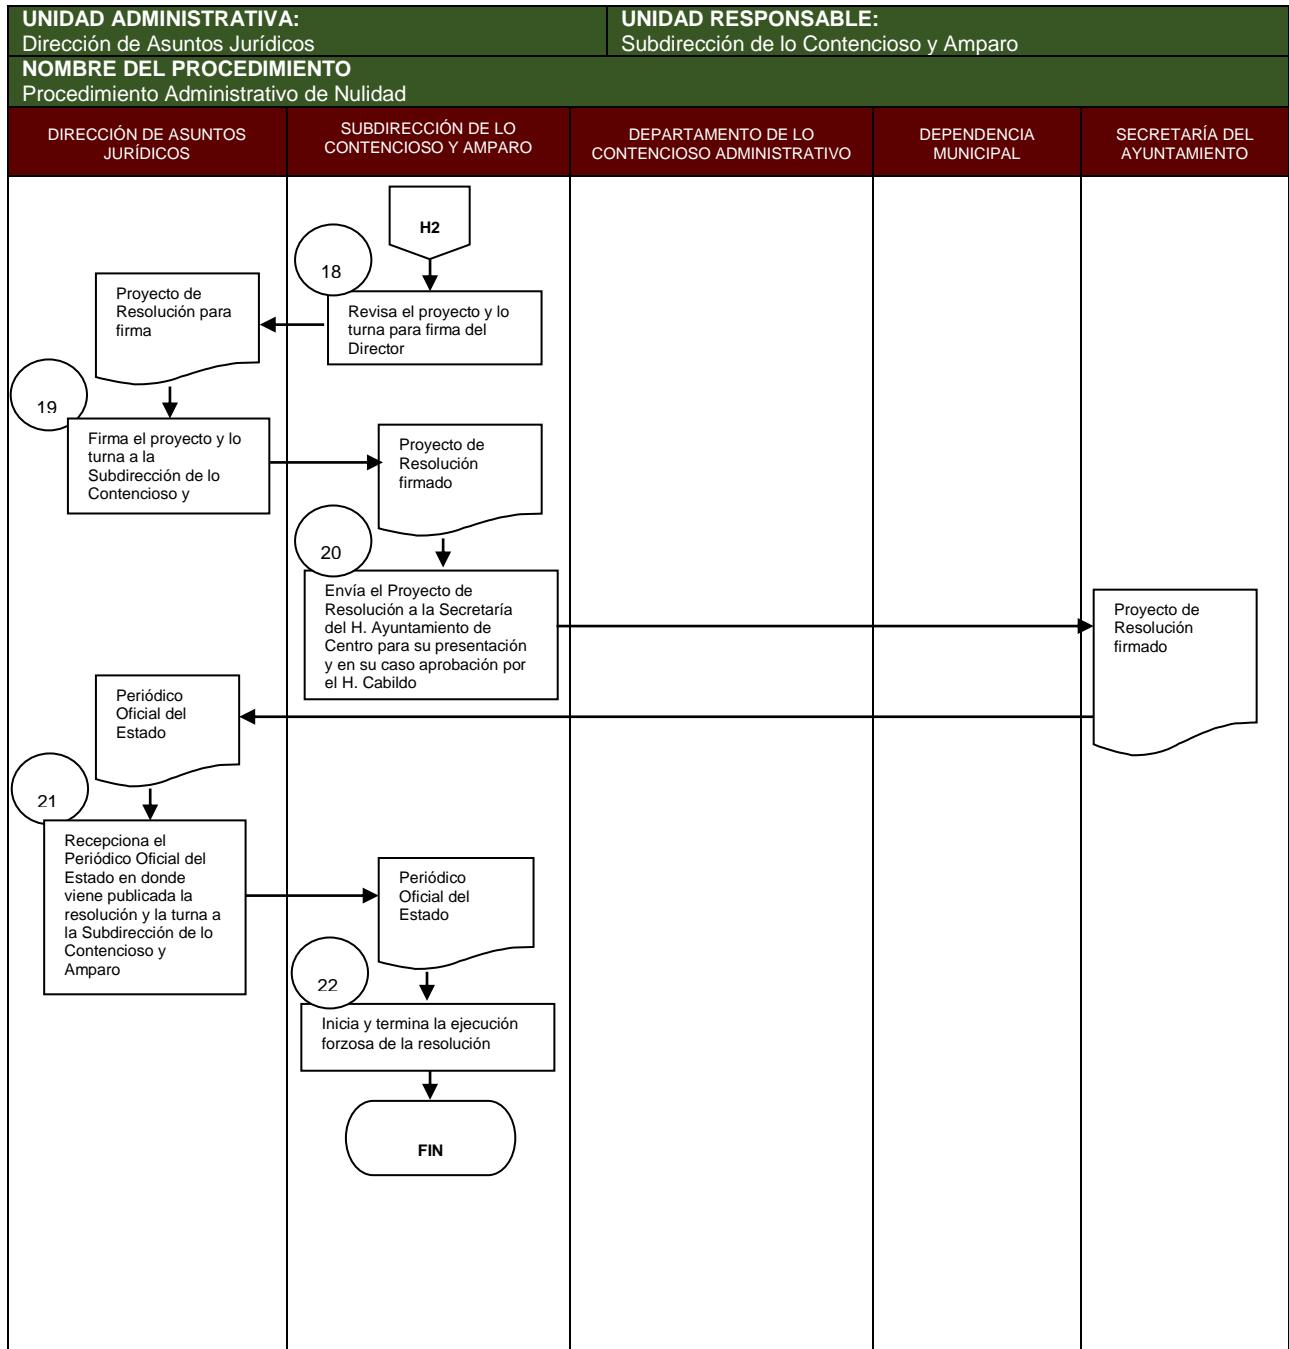 UNIDAD ADMINISTRATIVA:
Dirección de Asuntos Jurídicos
UNIDAD RESPONSABLE:
Subdirección de lo Contencioso y Amparo
NOMBRE DEL PROCEDIMIENTO
Procedimiento Administrativo de Nulidad
DIRECCIÓN DE ASUNTOS
JURÍDICOS
SUBDIRECCIÓN DE LO
CONTENCIOSO Y AMPARO
DEPARTAMENTO DE LO
CONTENCIOSO ADMINISTRATIVO
DEPENDENCIA
MUNICIPAL
SECRETARÍA DEL
AYUNTAMIENTO
H2
18
Revisa el proyecto y lo
turna para firma del
Director
Proyecto de
Resolución para
firma
19
Firma el proyecto y lo
turna a la
Subdirección de lo
Contencioso y
Proyecto de
Resolución
firmado
20
Envía el Proyecto de
Resolución a la Secretaría
del H. Ayuntamiento de
Centro para su presentación
y en su caso aprobación por
el H. Cabildo
Proyecto de
Resolución
firmado
Periódico
Oficial del
Estado
21
Recepciona el
Periódico Oficial del
Estado en donde
viene publicada la
resolución y la turna a
la Subdirección de lo
Contencioso y
Amparo
Periódico
Oficial del
Estado
22
Inicia y termina la ejecución
forzosa de la resolución
FIN